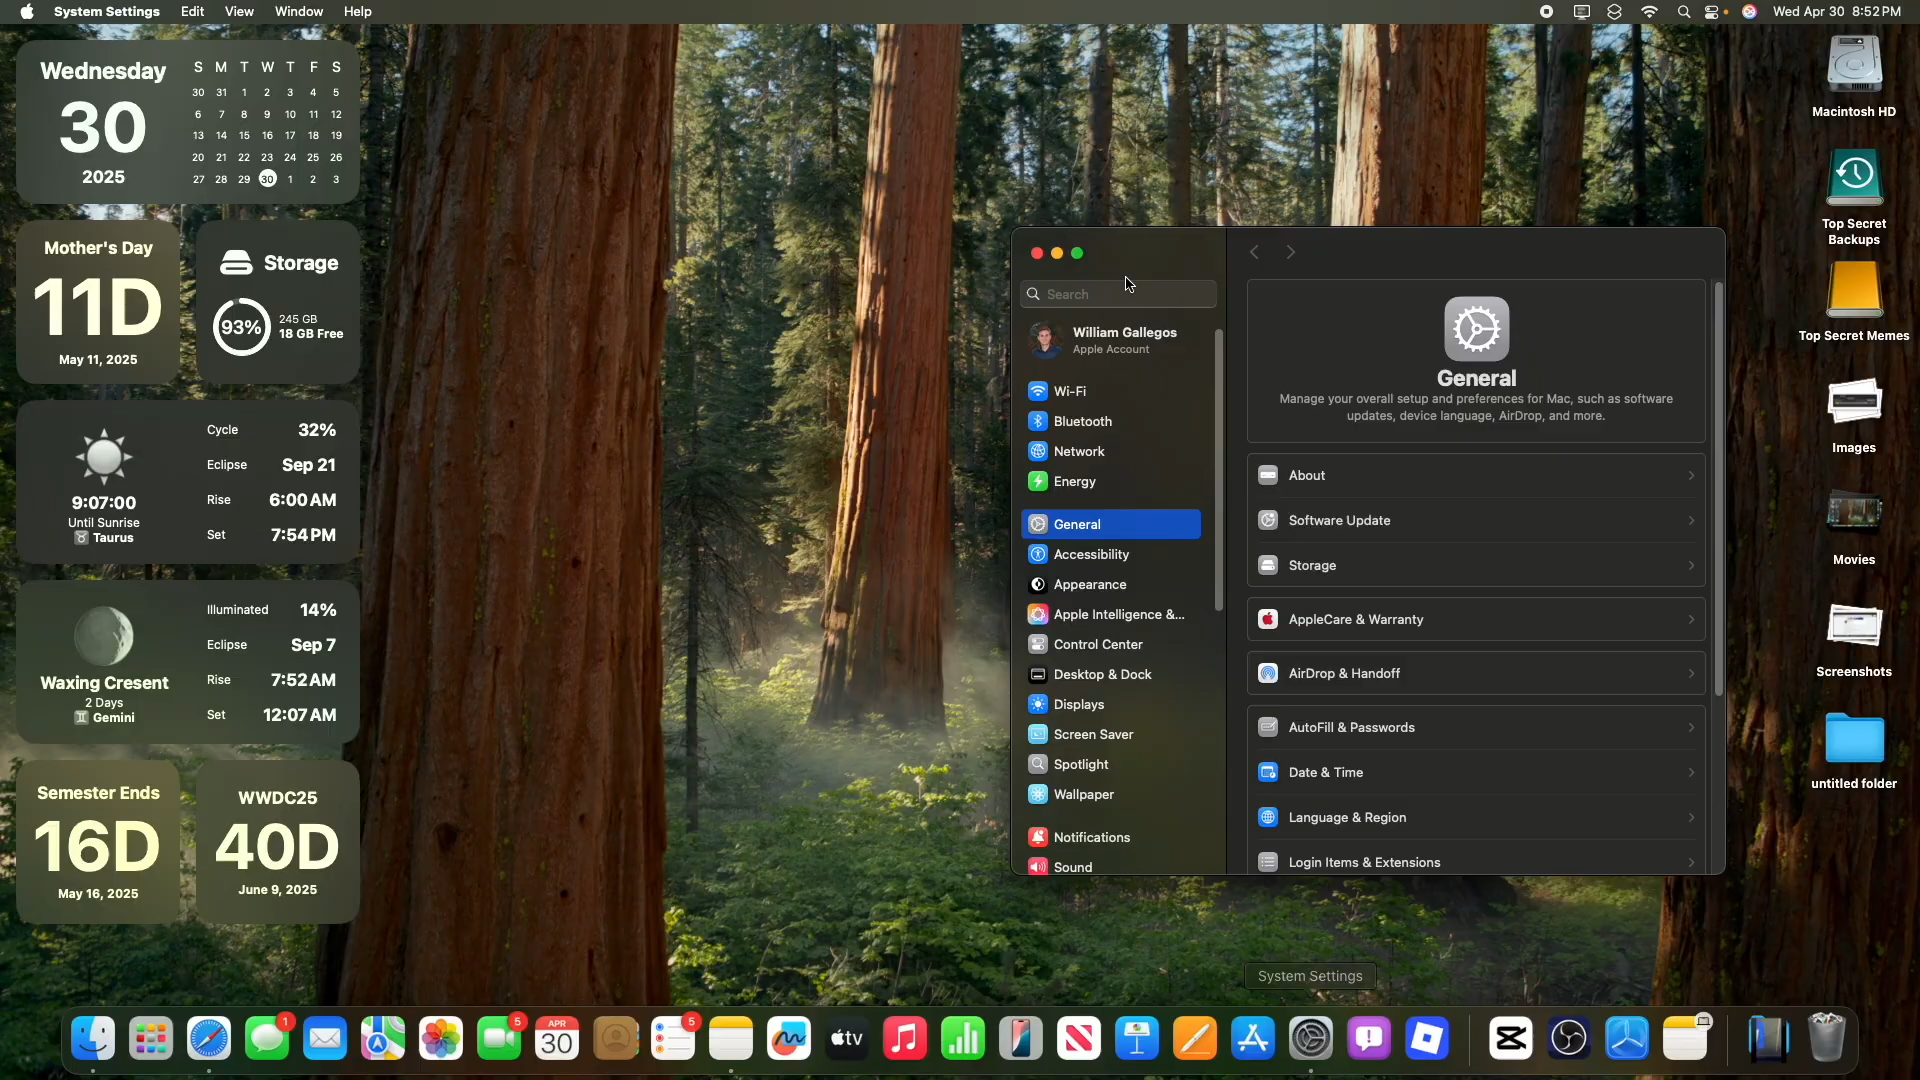 System Settings Edit View Window Help
Wed Apr 30 8:52 PM
Wednesday
30
2025
S M T W T F S
30 31 1 2 3 4 5
6 7 8 9 10 11 12
13 14 15 16 17 18 19
20 21 22 23 24 25 26
27 28 29 30 1 2 3
Mother's Day
11D
May 11, 2025
Storage
93%
245 GB
18 GB Free
9:07:00
Until Sunrise
Taurus
Cycle 32%
Eclipse Sep 21
Rise 6:00 AM
Set 7:54 PM
Waxing Cresent
2 Days
Gemini
Illuminated 14%
Eclipse Sep 7
Rise 7:52 AM
Set 12:07 AM
Semester Ends
16D
May 16, 2025
WWDC25
40D
June 9, 2025
Search
William Gallegos
Apple Account
Wi-Fi
Bluetooth
Network
Energy
General
Accessibility
Appearance
Apple Intelligence &...
Control Center
Desktop & Dock
Displays
Screen Saver
Spotlight
Wallpaper
Notifications
Sound
General
Manage your overall setup and preferences for Mac, such as software
updates, device language, AirDrop, and more.
About
Software Update
Storage
AppleCare & Warranty
AirDrop & Handoff
AutoFill & Passwords
Date & Time
Language & Region
Login Items & Extensions
Macintosh HD
Top Secret
Backups
Top Secret Memes
Images
Movies
Screenshots
untitled folder
System Settings
1
5
APR
30
5
tv